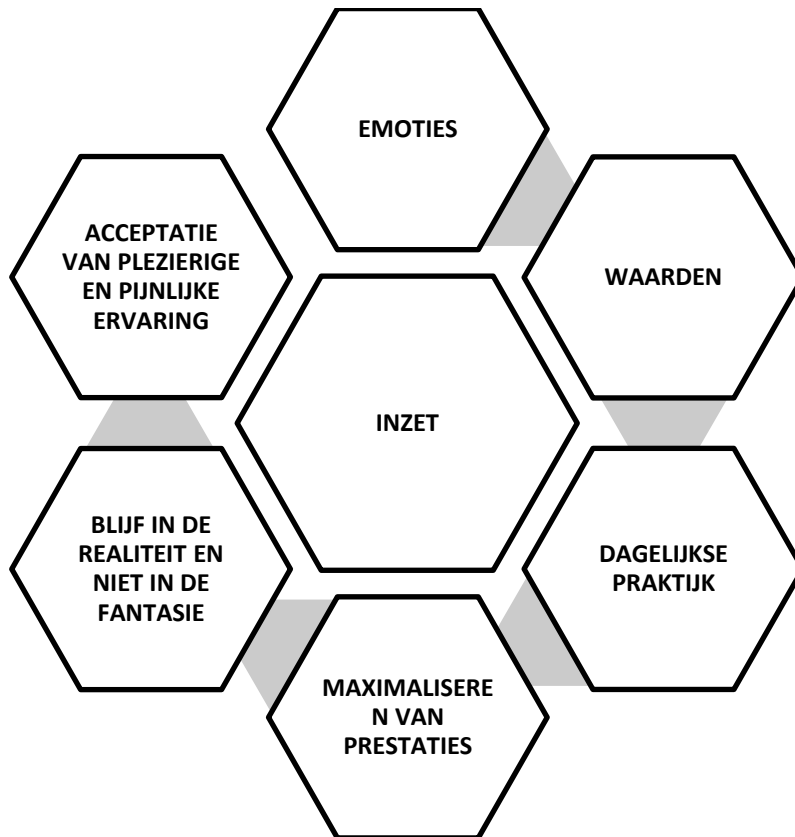 EMOTIES
ACCEPTATIE
VAN PLEZIERIGE
EN PIJNLIJKE
ERVARING
WAARDEN
INZET
BLIJF IN DE
REALITEIT EN
NIET IN DE
FANTASIE
DAGELIJKSE
PRAKTIJK
MAXIMALISERE
N VAN
PRESTATIES